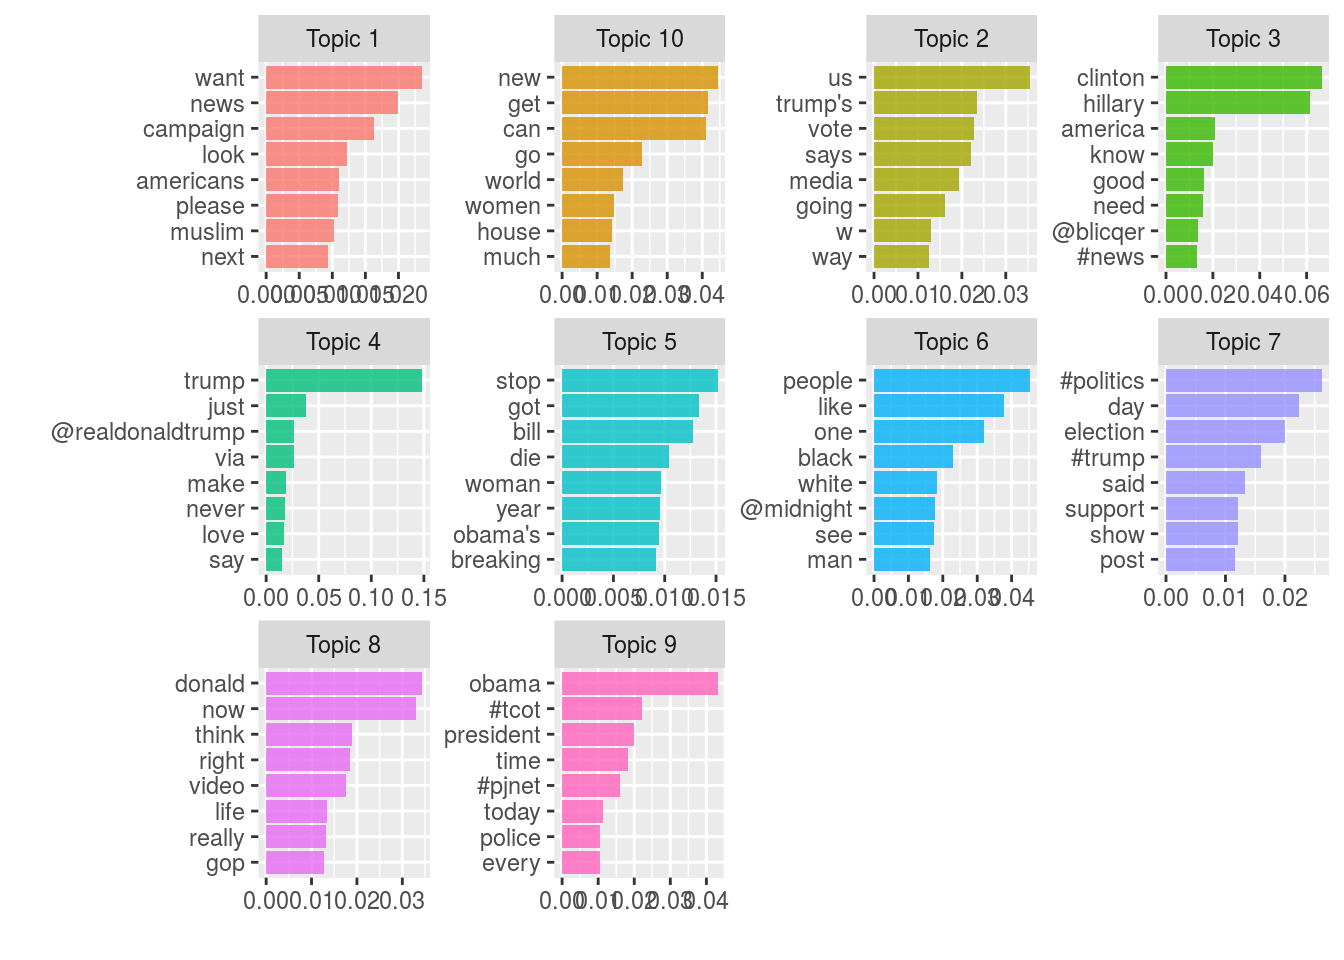 Topic 1
want
news
campaign
look
americans
please
muslim
next
0.000 0.005 0.010 0.015 0.020
Topic 10
new
get
can
go
world
women
house
much
0.00 0.01 0.02 0.03 0.04
Topic 2
us
trump's
vote
says
media
going
w
way
0.00 0.01 0.02 0.03
Topic 3
clinton
hillary
america
know
good
need
@blicqer
#news
0.00 0.02 0.04 0.06
Topic 4
trump
just
@realdonaldtrump
via
make
never
love
say
0.00 0.05 0.10 0.15
Topic 5
stop
got
bill
die
woman
year
obama's
breaking
0.000 0.005 0.010 0.015
Topic 6
people
like
one
black
white
@midnight
see
man
0.00 0.01 0.02 0.03 0.04
Topic 7
#politics
day
election
#trump
said
support
show
post
0.00 0.01 0.02
Topic 8
donald
now
think
right
video
life
really
gop
0.00 0.01 0.02 0.03
Topic 9
obama
#tcot
president
time
#pjnet
today
police
every
0.00 0.01 0.02 0.03 0.04